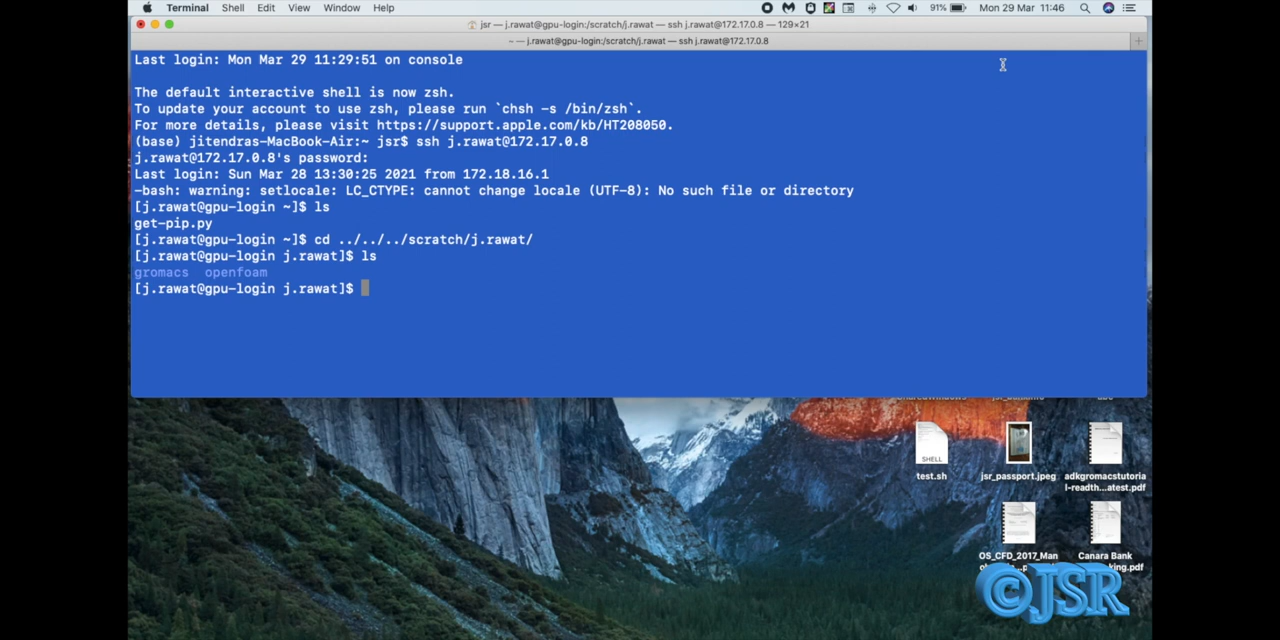 Terminal Shell Edit View Window Help 91% Mon 29 Mar 11:46
jsr — j.rawat@gpu-login:/scratch/j.rawat — ssh j.rawat@172.17.0.8 — 129×21
~ — j.rawat@gpu-login:/scratch/j.rawat — ssh j.rawat@172.17.0.8
Last login: Mon Mar 29 11:29:51 on console
The default interactive shell is now zsh.
To update your account to use zsh, please run `chsh -s /bin/zsh`.
For more details, please visit https://support.apple.com/kb/HT208050.
(base) jitendras-MacBook-Air:~ jsr$ ssh j.rawat@172.17.0.8
j.rawat@172.17.0.8's password:
Last login: Sun Mar 28 13:30:25 2021 from 172.18.16.1
-bash: warning: setlocale: LC_CTYPE: cannot change locale (UTF-8): No such file or directory
[j.rawat@gpu-login ~]$ ls
get-pip.py
[j.rawat@gpu-login ~]$ cd ../../../scratch/j.rawat/
[j.rawat@gpu-login j.rawat]$ ls
gromacs openfoam
[j.rawat@gpu-login j.rawat]$
SHELL
test.sh
jsr_passport.jpeg
adkgromacstutoria
l-readth...atest.pdf
OS_CFD_2017_Man
Canara Bank
king.pdf
©JSR